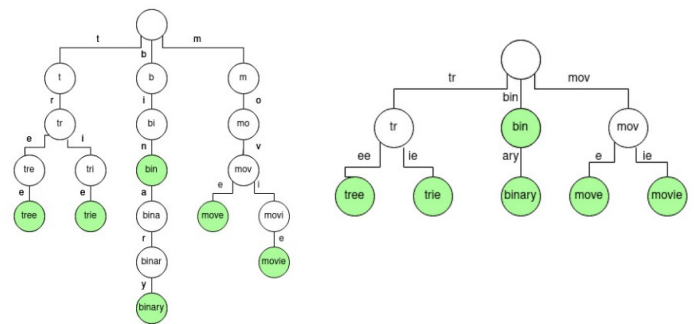 t b m
t b m
r i o
tr bi mo
e i n v
tre tri bin mov
e e a e i
tree trie bina move movi
r e
binar movie
y
binary
tr bin mov
tr bin mov
ee ie ary e ie
tree trie binary move movie